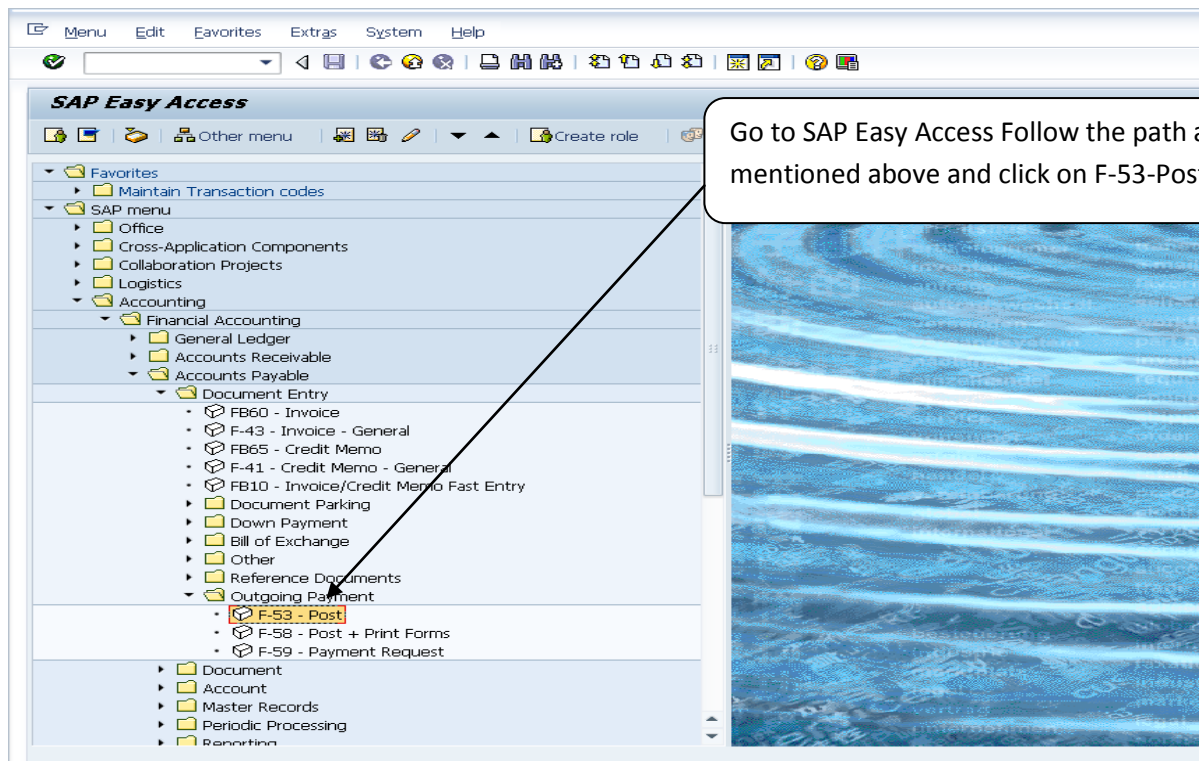 Menu Edit Favorites Extras System Help
SAP Easy Access
Other menu Create role
Go to SAP Easy Access Follow the path a
mentioned above and click on F-53-Post
Favorites
Maintain Transaction codes
SAP menu
Office
Cross-Application Components
Collaboration Projects
Logistics
Accounting
Financial Accounting
General Ledger
Accounts Receivable
Accounts Payable
Document Entry
FB60 - Invoice
F-43 - Invoice - General
FB65 - Credit Memo
F-41 - Credit Memo - General
FB10 - Invoice/Credit Memo Fast Entry
Document Parking
Down Payment
Bill of Exchange
Other
Reference Documents
Outgoing Payment
F-53 - Post
F-58 - Post + Print Forms
F-59 - Payment Request
Document
Account
Master Records
Periodic Processing
Reporting